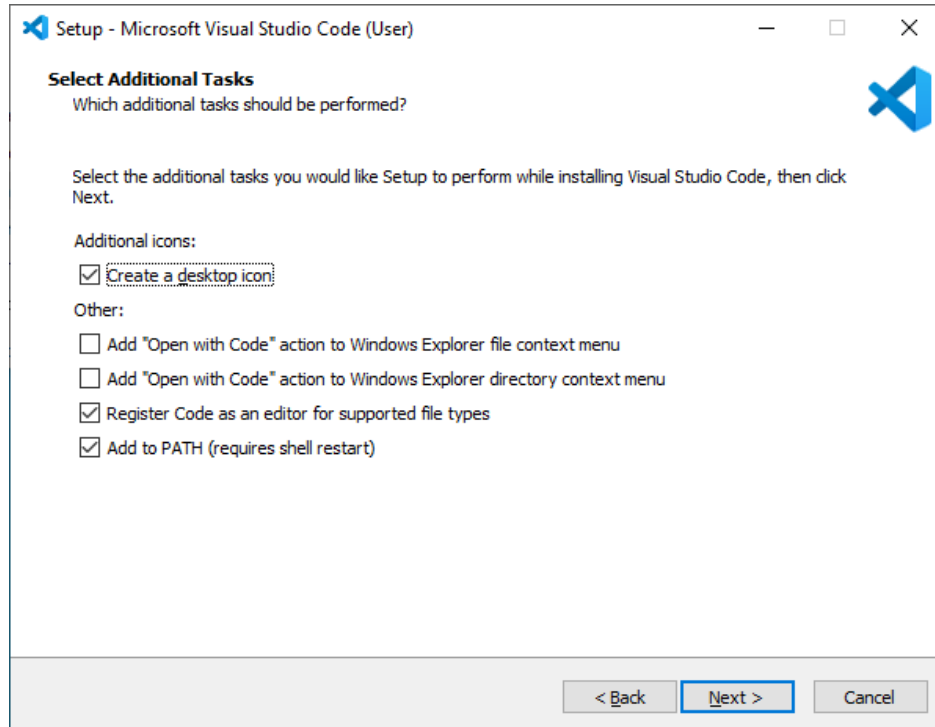 Setup - Microsoft Visual Studio Code (User)
Select Additional Tasks
Which additional tasks should be performed?
Select the additional tasks you would like Setup to perform while installing Visual Studio Code, then click
Next.
Additional icons:
Create a desktop icon
Other:
Add "Open with Code" action to Windows Explorer file context menu
Add "Open with Code" action to Windows Explorer directory context menu
Register Code as an editor for supported file types
Add to PATH (requires shell restart)
< Back
Next >
Cancel